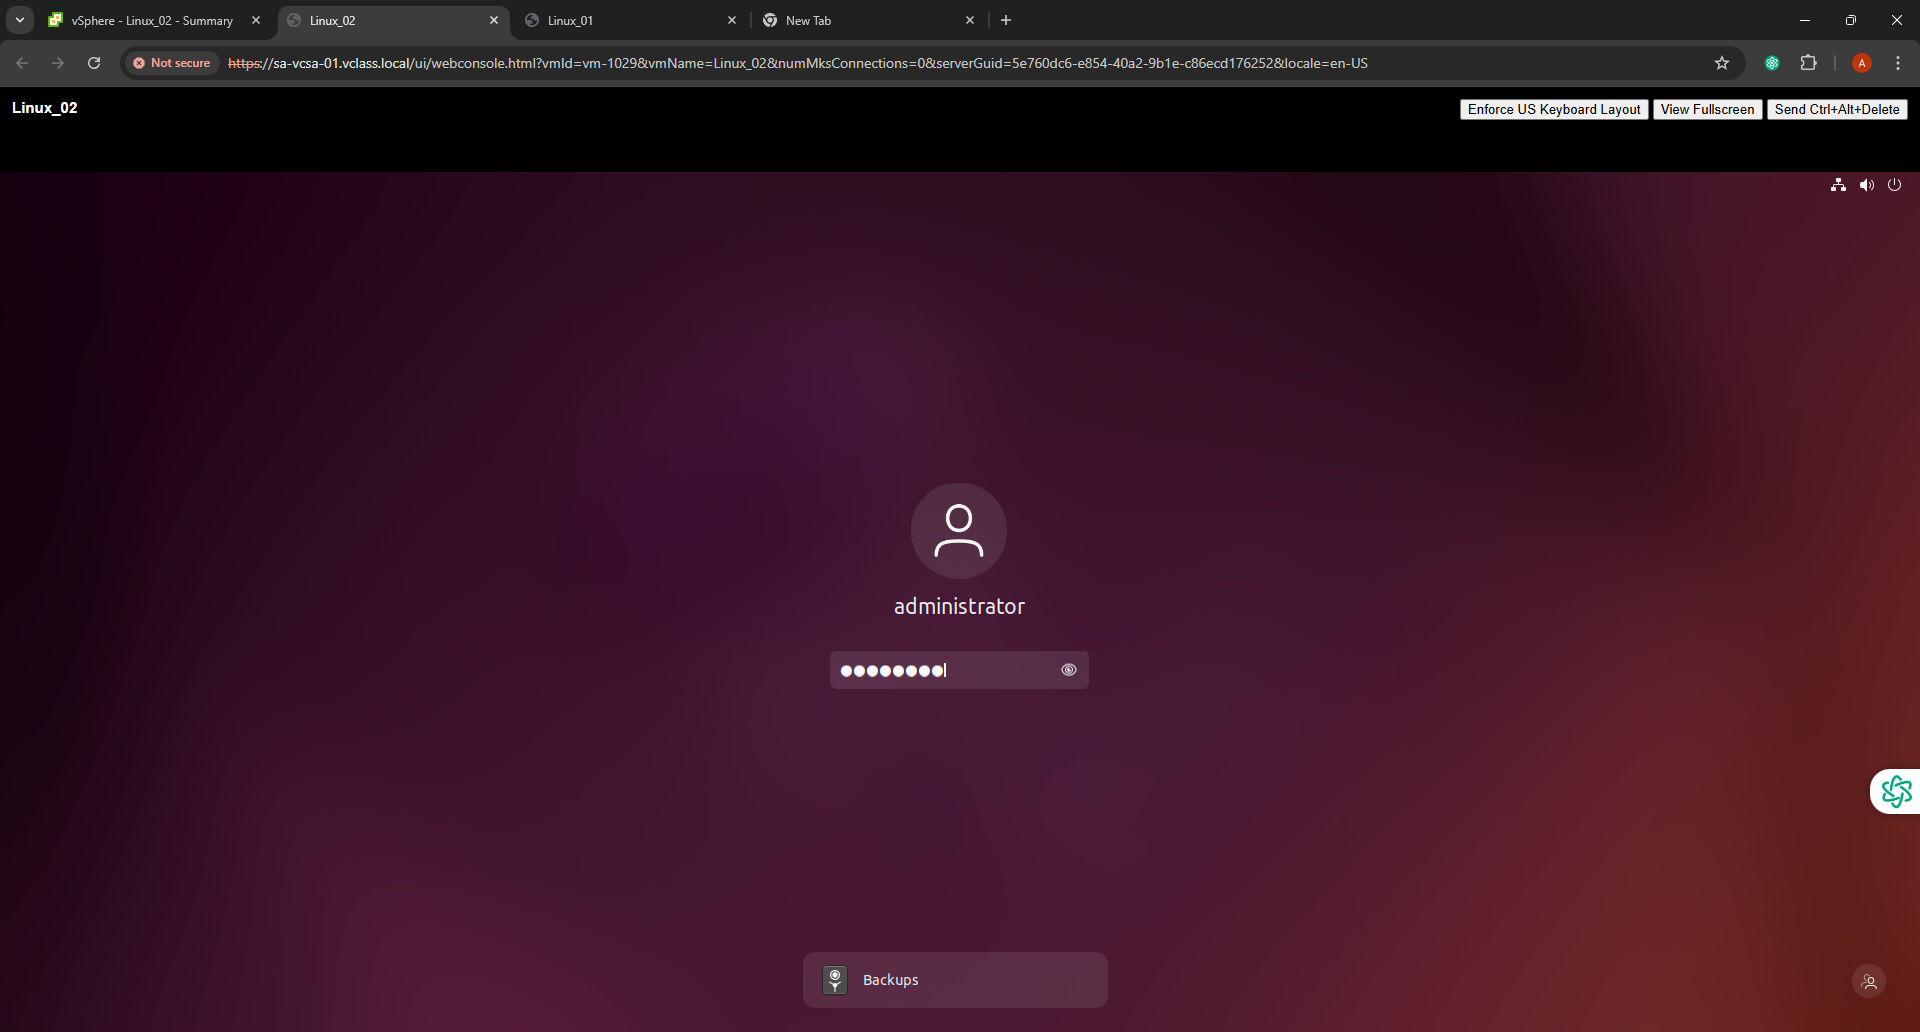 vSphere - Linux_02 - Summary
Linux_02
Linux_01
New Tab
Not secure
https://sa-vcsa-01.vclass.local/ui/webconsole.html?vmId=vm-1029&vmName=Linux_02&numMksConnections=0&serverGuid=5e760dc6-e854-40a2-9b1e-c86ecd176252&locale=en-US
A
Linux_02
Enforce US Keyboard Layout
View Fullscreen
Send Ctrl+Alt+Delete
administrator
Backups